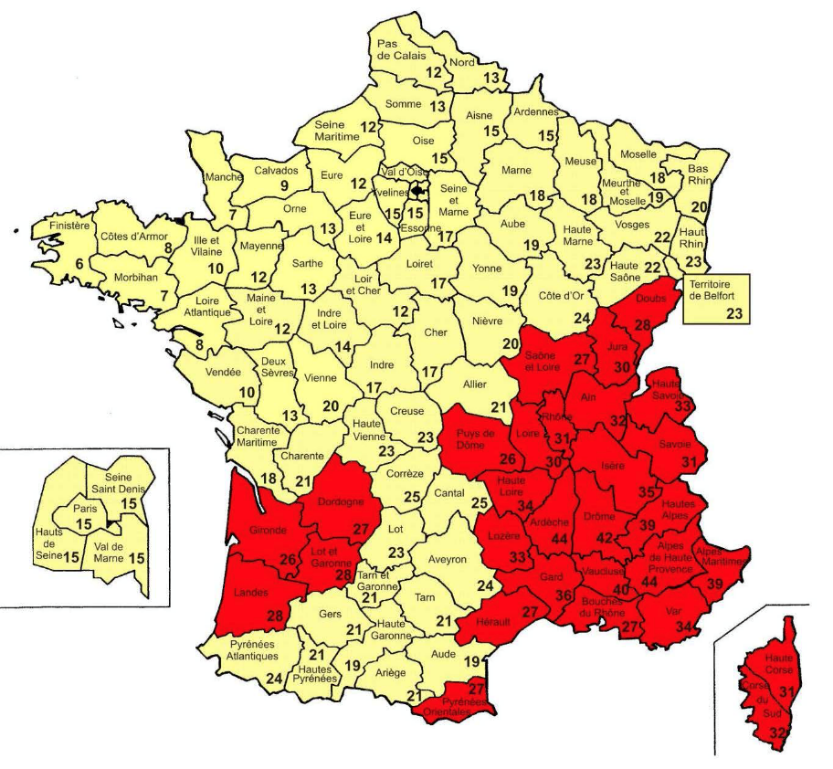 Pas
de Calais
12
Nord
13
Somme
13
Aisne
15
Ardennes
15
Seine
Maritime
12
Oise
15
Val d'Oise
Manche
7
Calvados
9
Eure
12
Yvelines
15
15
Essonne
Seine
et
Marne
17
Marne
18
Meuse
18
Moselle
18
Meurthe
et
Moselle
19
Bas
Rhin
20
Orne
13
Eure
et
Loir
14
Aube
19
Haute
Marne
23
Vosges
22
Haut
Rhin
23
Finistère
6
Côtes d'Armor
8
Morbihan
7
Ille et
Vilaine
10
Mayenne
12
Sarthe
13
Loir
et Cher
12
Loiret
17
Yonne
19
Côte d'Or
24
Haute
Saône
22
Territoire
de Belfort
23
Loire
Atlantique
8
Maine
et
Loire
12
Indre
et Loire
14
Cher
17
Nièvre
20
Doubs
28
Jura
30
Saône
et Loire
27
Vendée
10
Deux
Sèvres
13
Vienne
20
Indre
17
Allier
21
Ain
32
Haute
Savoie
33
Charente
Maritime
18
Charente
21
Haute
Vienne
23
Creuse
23
Puys de
Dôme
26
Loire
30
Rhône
31
Savoie
31
Isère
35
Corrèze
25
Cantal
25
Haute
Loire
34
Ardèche
44
Drôme
42
Hautes
Alpes
39
Gironde
26
Dordogne
27
Lot
23
Lot et
Garonne
28
Aveyron
24
Lozère
33
Alpes
de Haute
Provence
44
Alpes
Maritime
39
Landes
28
Tarn et
Garonne
21
Tarn
21
Gard
36
Vaucluse
40
Bouches
du Rhône
27
Var
34
Hérault
27
Gers
21
Haute
Garonne
19
Pyrénées
Atlantiques
24
21
Hautes
Pyrénées
Ariège
21
Aude
19
27
Pyrénées
Orientales
Seine
Saint Denis
15
Paris
15
Hauts
de
Seine
15
Val de
Marne
15
Haute
Corse
31
Corse
du
Sud
32